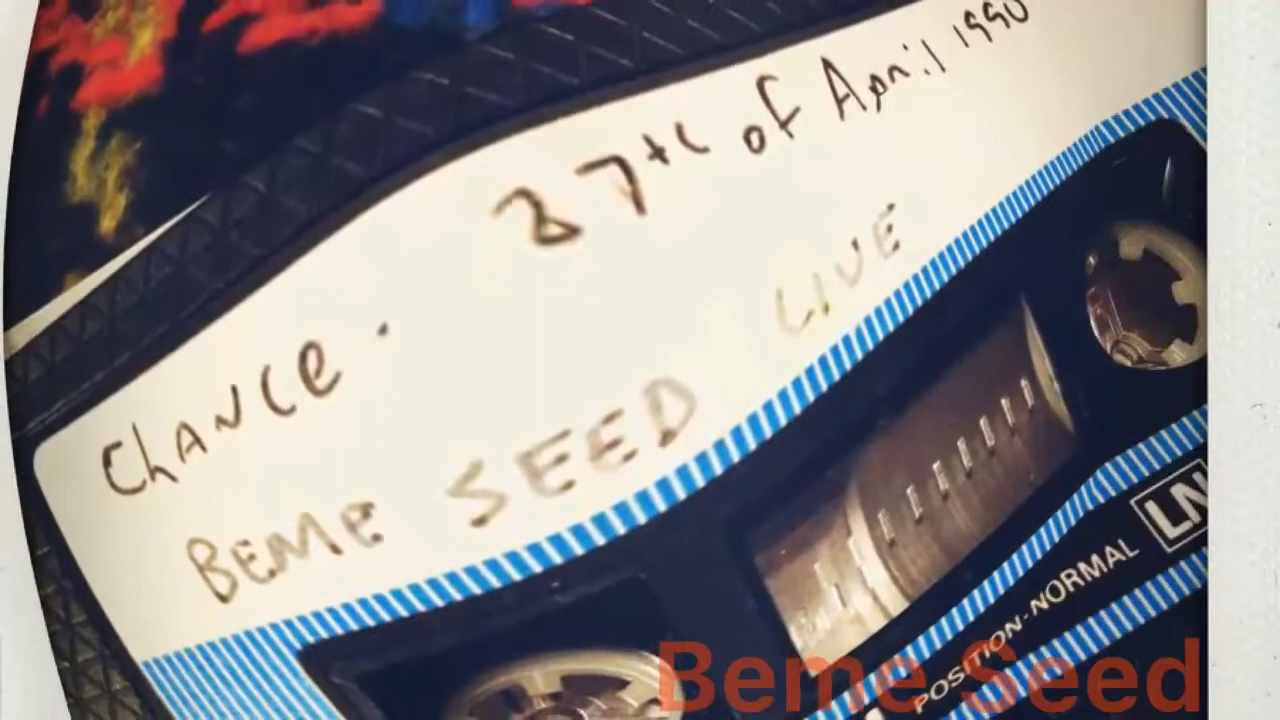 27th of April 1990
Chance.
LIVE
BEME SEED
POSITION-NORMAL LN
Beme Seed